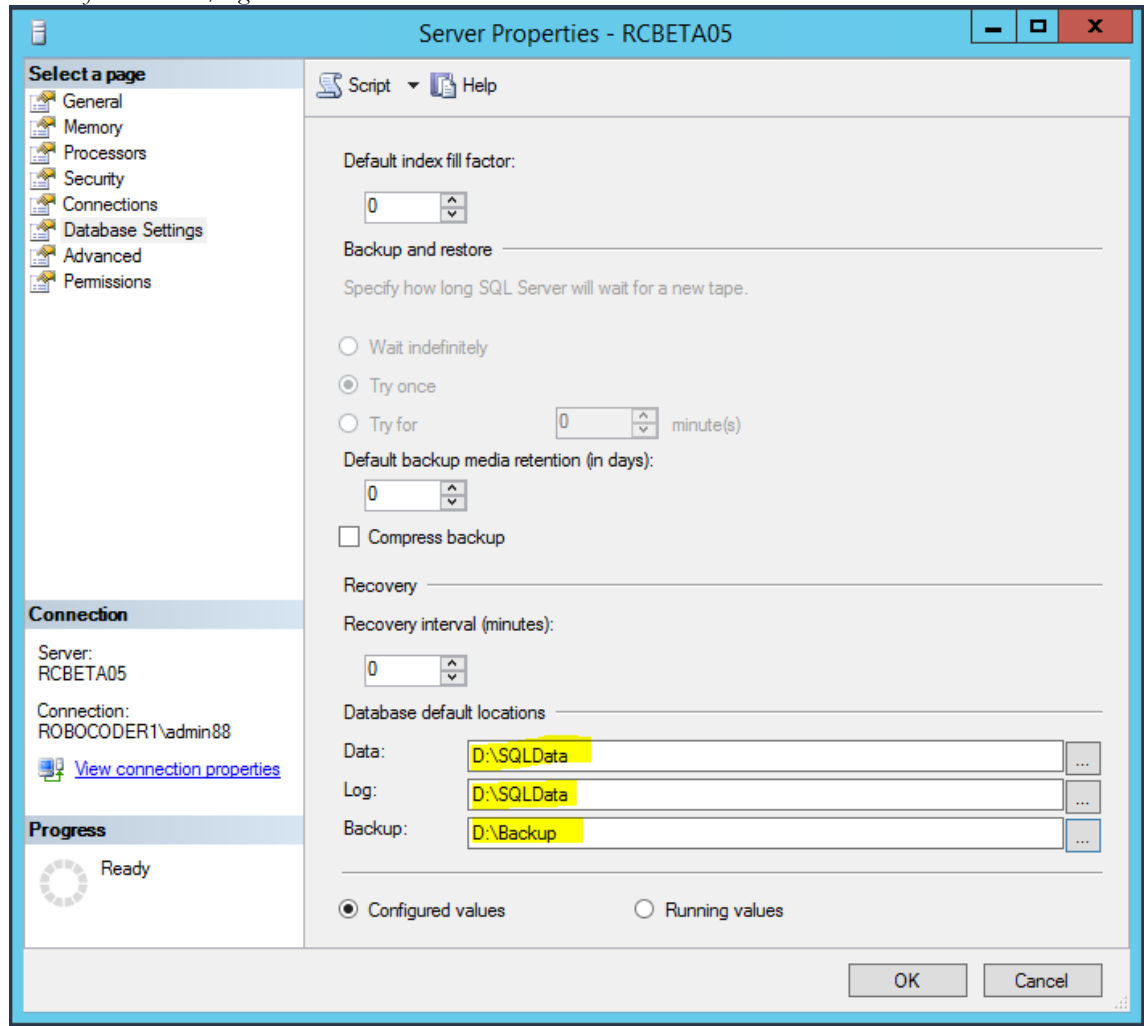 Server Properties - RCBETA05
Select a page
General
Memory
Processors
Security
Connections
Database Settings
Advanced
Permissions
Connection
Server:
RCBETA05
Connection:
ROBOCODER1\admin88
View connection properties
Progress
Ready
Script
Help
Default index fill factor:
0
Backup and restore
Specify how long SQL Server will wait for a new tape.
Wait indefinitely
Try once
Try for 0 minute(s)
Default backup media retention (in days):
0
Compress backup
Recovery
Recovery interval (minutes):
0
Database default locations
Data: D:\SQLData ...
Log: D:\SQLData ...
Backup: D:\Backup ...
Configured values Running values
OK Cancel